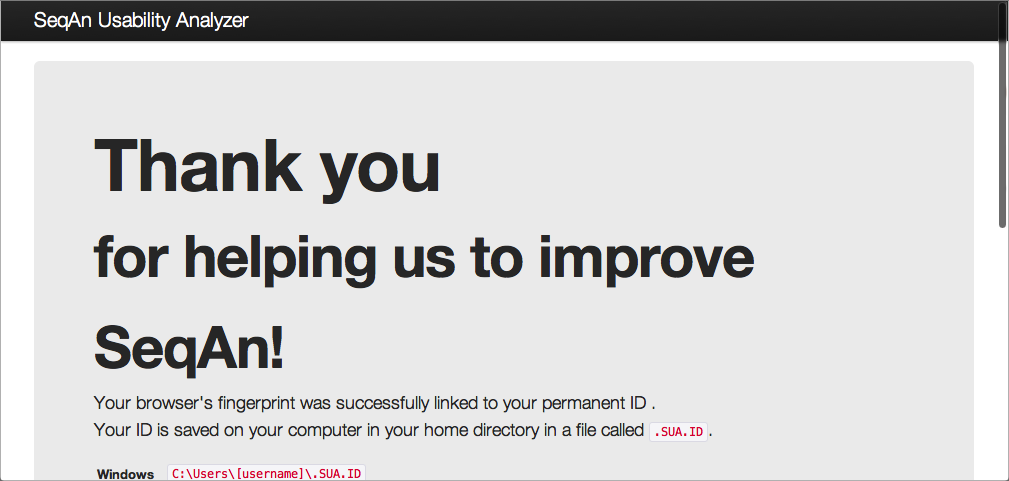 SeqAn Usability Analyzer
Thank you
for helping us to improve
SeqAn!
Your browser's fingerprint was successfully linked to your permanent ID .
Your ID is saved on your computer in your home directory in a file called .SUA.ID.
Windows C:\Users\[username]\.SUA.ID